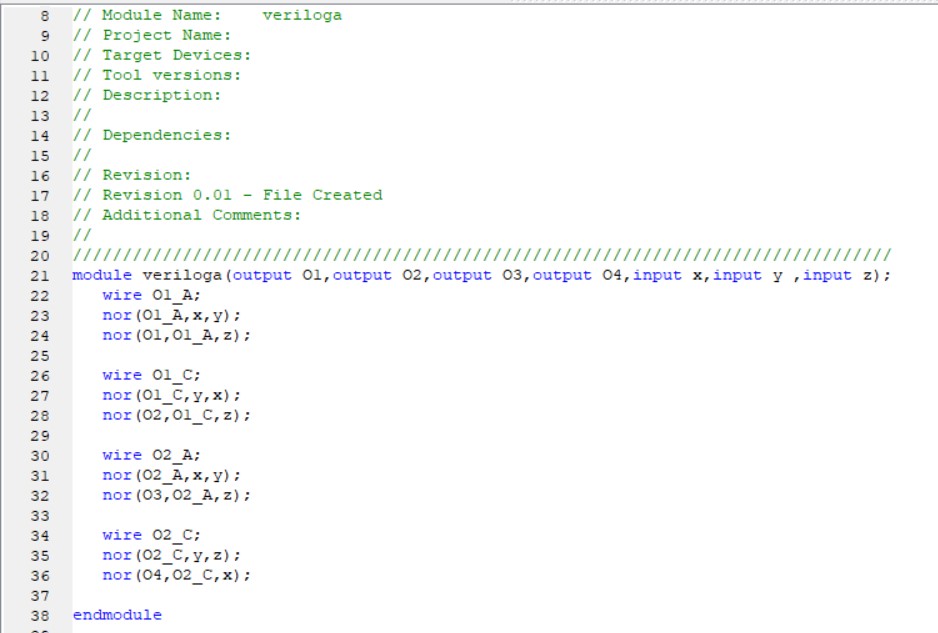 8 // Module Name:    veriloga
9 // Project Name:
10 // Target Devices:
11 // Tool versions:
12 // Description:
13 //
14 // Dependencies:
15 //
16 // Revision:
17 // Revision 0.01 - File Created
18 // Additional Comments:
19 //
20 //////////////////////////////////////////////////////////////////////////////////
21 module veriloga(output O1,output O2,output O3,output O4,input x,input y ,input z);
22    wire O1_A;
23    nor(O1_A,x,y);
24    nor(O1,O1_A,z);
25
26    wire O1_C;
27    nor(O1_C,y,x);
28    nor(O2,O1_C,z);
29
30    wire O2_A;
31    nor(O2_A,x,y);
32    nor(O3,O2_A,z);
33
34    wire O2_C;
35    nor(O2_C,y,z);
36    nor(O4,O2_C,x);
37
38 endmodule